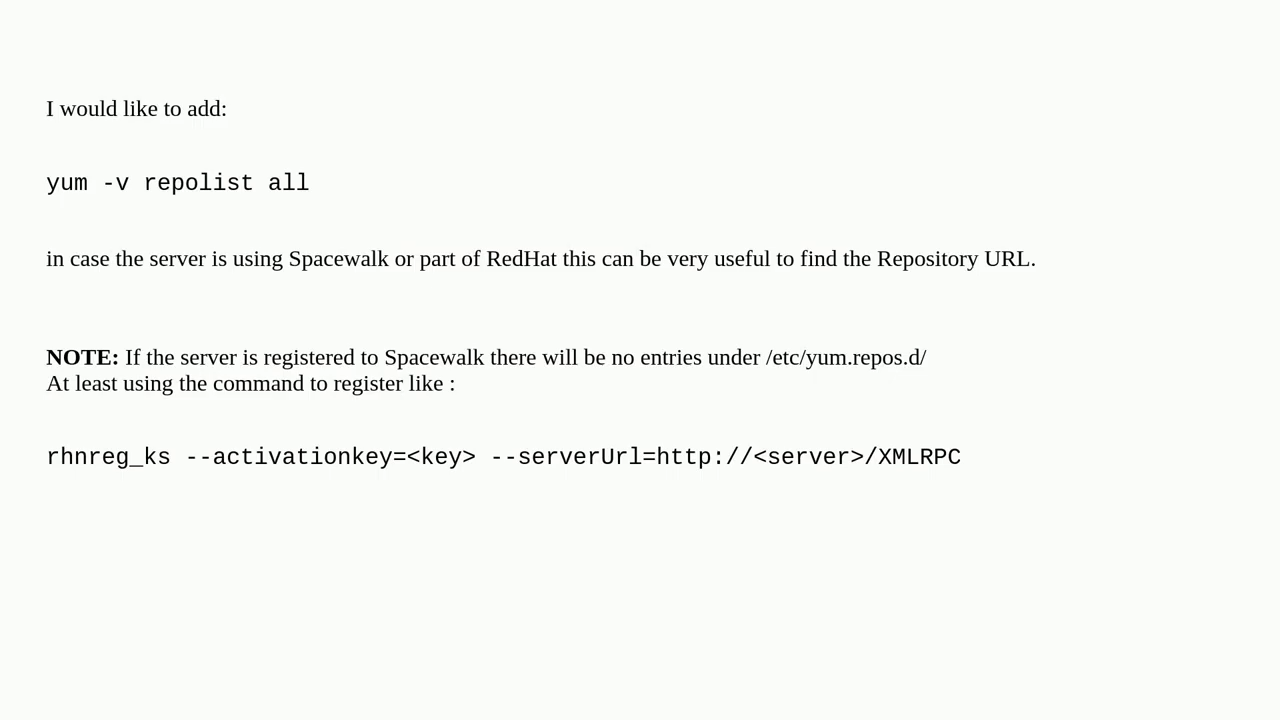 I would like to add:
yum -v repolist all
in case the server is using Spacewalk or part of RedHat this can be very useful to find the Repository URL.
NOTE: If the server is registered to Spacewalk there will be no entries under /etc/yum.repos.d/
At least using the command to register like :
rhnreg_ks --activationkey=<key> --serverUrl=http://<server>/XMLRPC